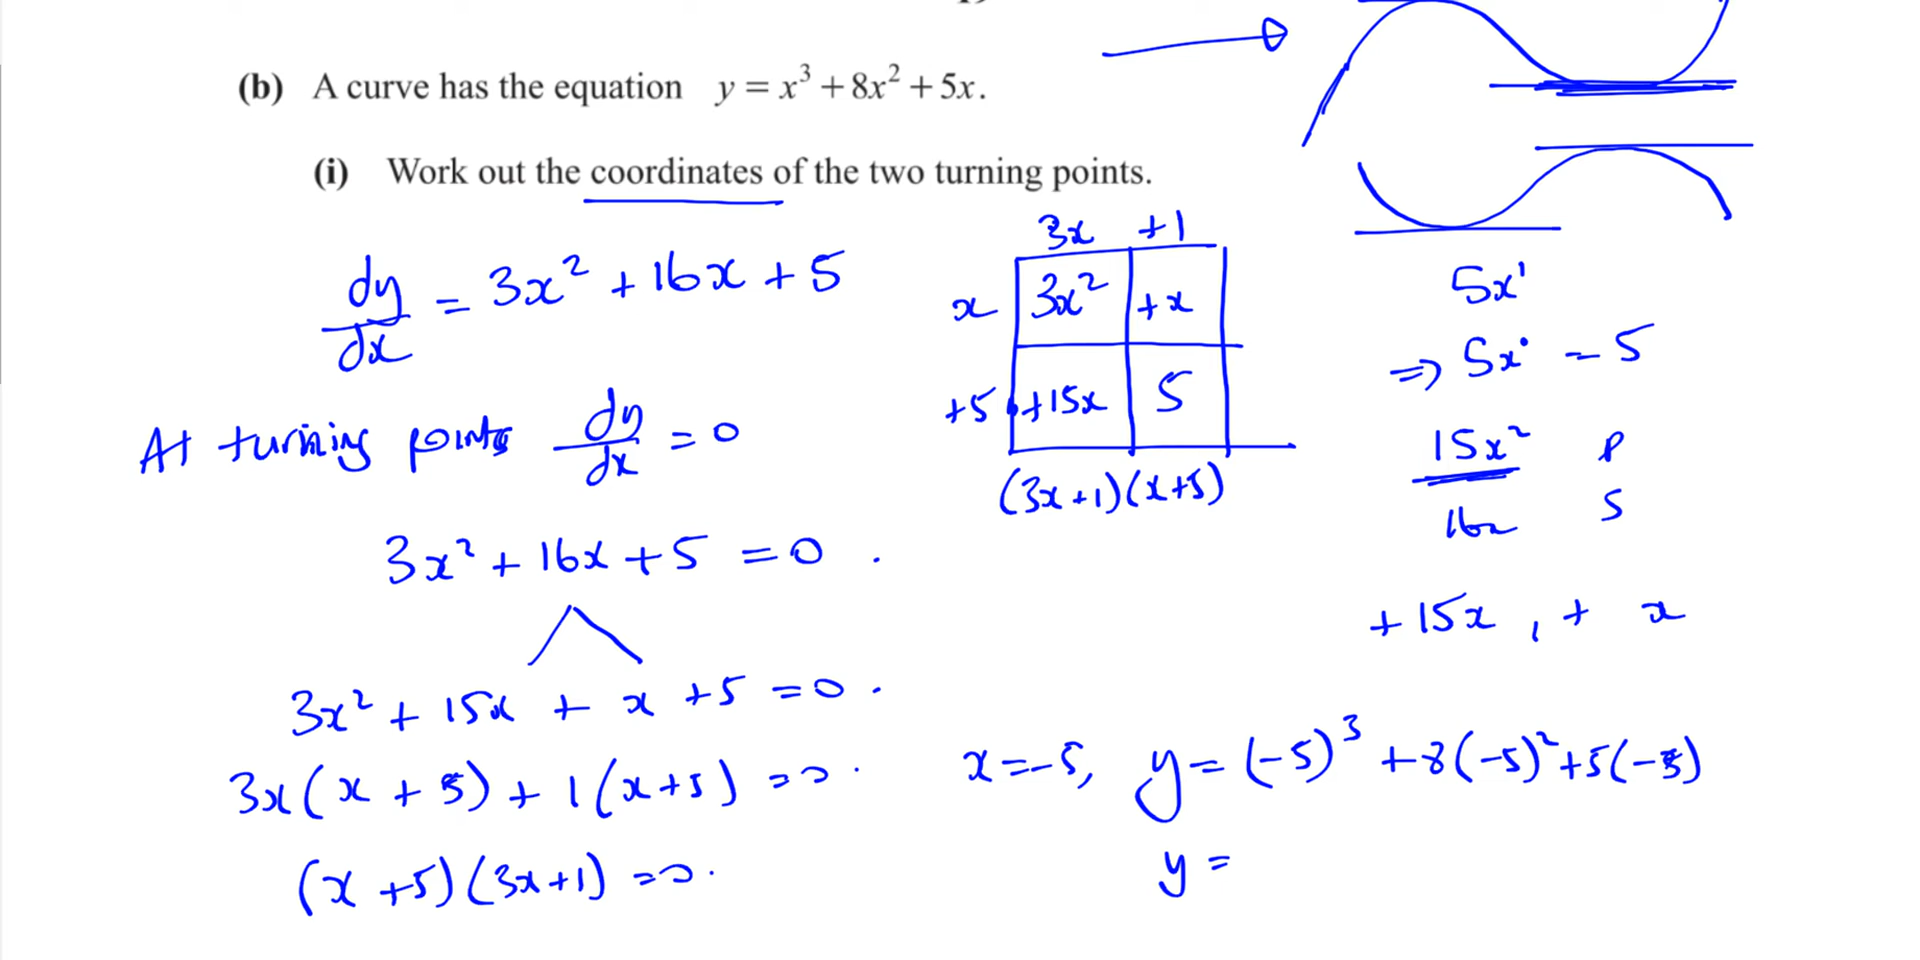 (b) A curve has the equation y = x³ + 8x² + 5x.
(i) Work out the coordinates of the two turning points.
dy/dx = 3x² + 16x + 5
At turning points dy/dx = 0
3x² + 16x + 5 = 0 .
3x² + 15x + x + 5 = 0 .
3x(x + 5) + 1(x + 5) = 0 .
(x + 5)(3x + 1) = 0 .
3x +1
x 3x² +x
+5 +15x 5
(3x + 1)(x + 5)
5x¹
⇒ 5x⁰ = 5
15x² P
16x S
+ 15x , + x
x = -5, y = (-5)³ + 8(-5)² + 5(-5)
y =